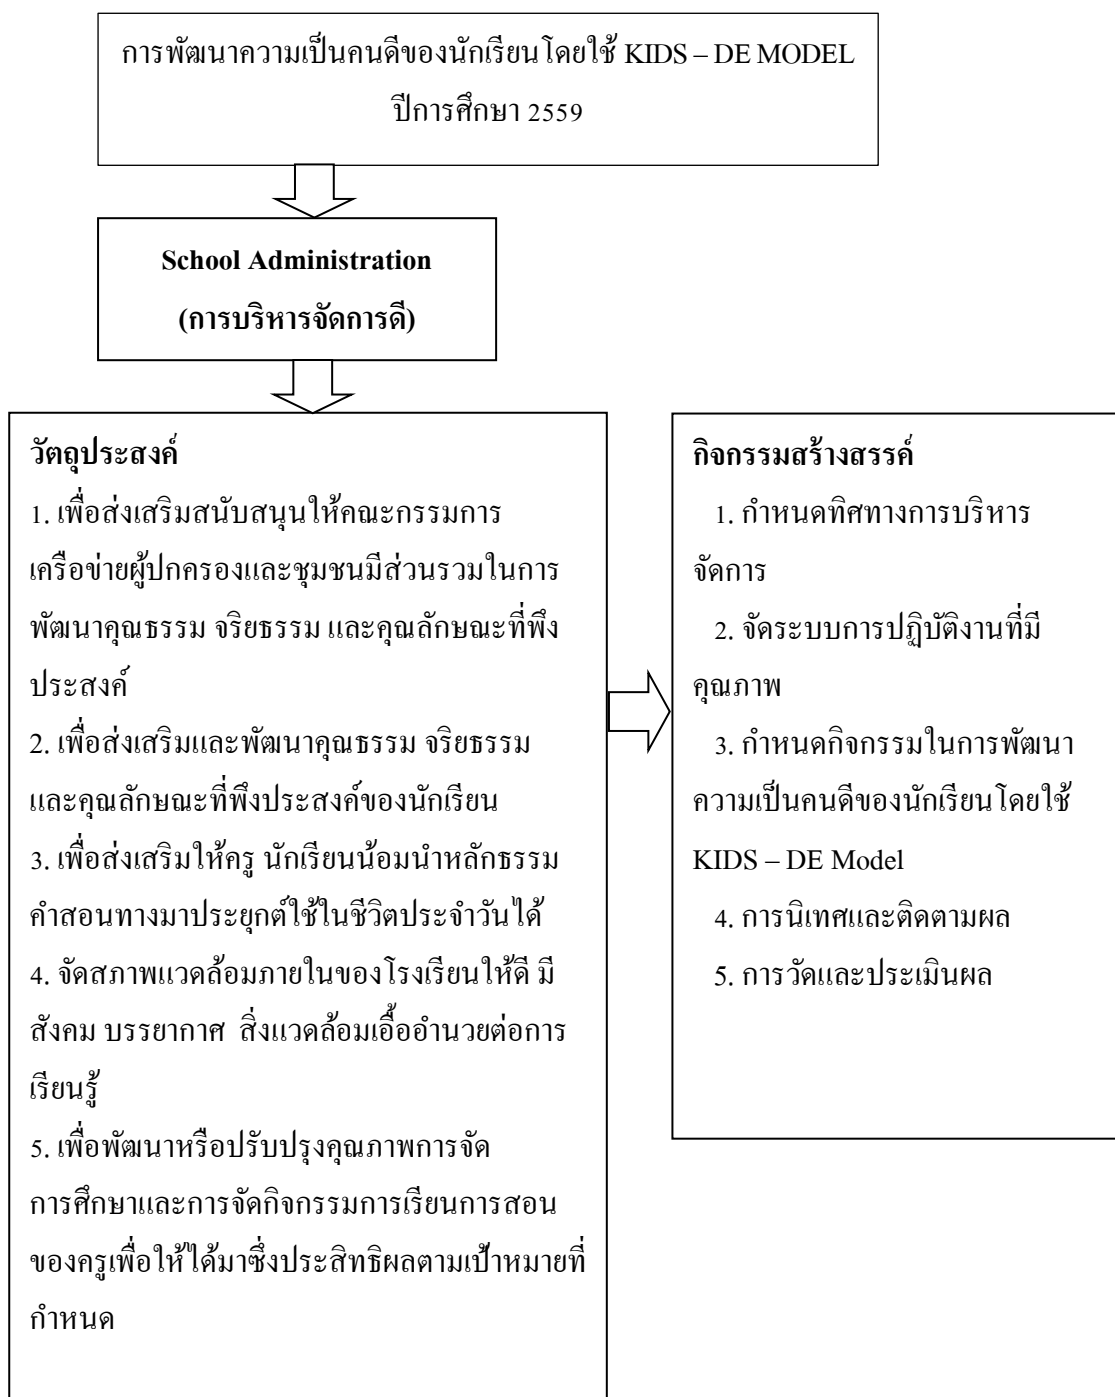 การพัฒนาความเป็นคนดีของนักเรียนโดยใช้ KIDS – DE MODEL
ปีการศึกษา 2559
School Administration
(การบริหารจัดการดี)
วัตถุประสงค์
1. เพื่อส่งเสริมสนับสนุนให้คณะกรรมการ
เครือข่ายผู้ปกครองและชุมชนมีส่วนรวมในการ
พัฒนาคุณธรรม จริยธรรม และคุณลักษณะที่พึง
ประสงค์
2. เพื่อส่งเสริมและพัฒนาคุณธรรม จริยธรรม
และคุณลักษณะที่พึงประสงค์ของนักเรียน
3. เพื่อส่งเสริมให้ครู นักเรียนน้อมนำหลักธรรม
คำสอนทางมาประยุกต์ใช้ในชีวิตประจำวันได้
4. จัดสภาพแวดล้อมภายในของโรงเรียนให้ดี มี
สังคม บรรยากาศ สิ่งแวดล้อมเอื้ออำนวยต่อการ
เรียนรู้
5. เพื่อพัฒนาหรือปรับปรุงคุณภาพการจัด
การศึกษาและการจัดกิจกรรมการเรียนการสอน
ของครูเพื่อให้ได้มาซึ่งประสิทธิผลตามเป้าหมายที่
กำหนด
กิจกรรมสร้างสรรค์
1. กำหนดทิศทางการบริหาร
จัดการ
2. จัดระบบการปฏิบัติงานที่มี
คุณภาพ
3. กำหนดกิจกรรมในการพัฒนา
ความเป็นคนดีของนักเรียนโดยใช้
KIDS – DE Model
4. การนิเทศและติดตามผล
5. การวัดและประเมินผล